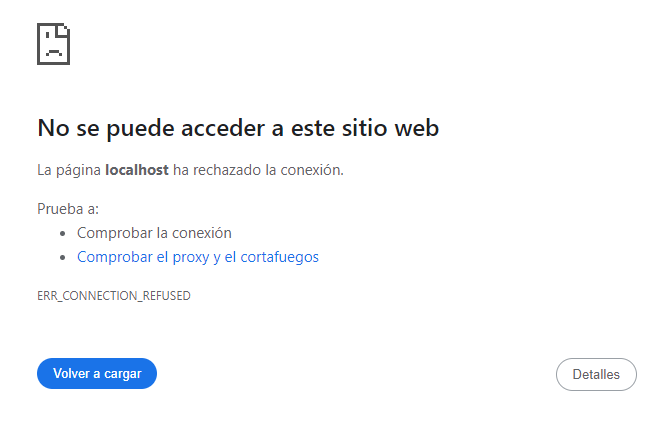 No se puede acceder a este sitio web
La página localhost ha rechazado la conexión.
Prueba a:
• Comprobar la conexión
• Comprobar el proxy y el cortafuegos
ERR_CONNECTION_REFUSED
Volver a cargar
Detalles